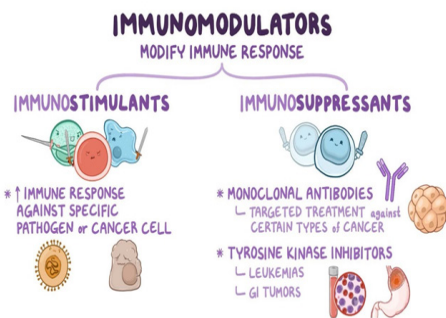 IMMUNOMODULATORS
MODIFY IMMUNE RESPONSE
IMMUNOSTIMULANTS
* ↑ IMMUNE RESPONSE
AGAINST SPECIFIC
PATHOGEN or CANCER CELL
IMMUNOSUPPRESSANTS
* MONOCLONAL ANTIBODIES
TARGETED TREATMENT against
CERTAIN TYPES of CANCER
* TYROSINE KINASE INHIBITORS
LEUKEMIAS
GI TUMORS